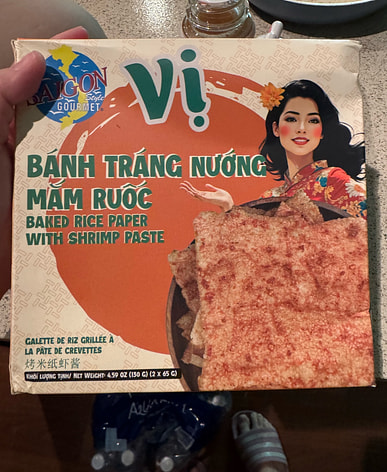 SAIGON
Style
GOURMET
Vị
BÁNH TRÁNG NƯỚNG
MẮM RUỐC
BAKED RICE PAPER
WITH SHRIMP PASTE
GALETTE DE RIZ GRILLÉE À
LA PÂTE DE CREVETTES
烤米纸虾酱
KHỐI LƯỢNG TỊNH/ NET WEIGHT: 4.59 OZ (130 G) (2 X 65 G)